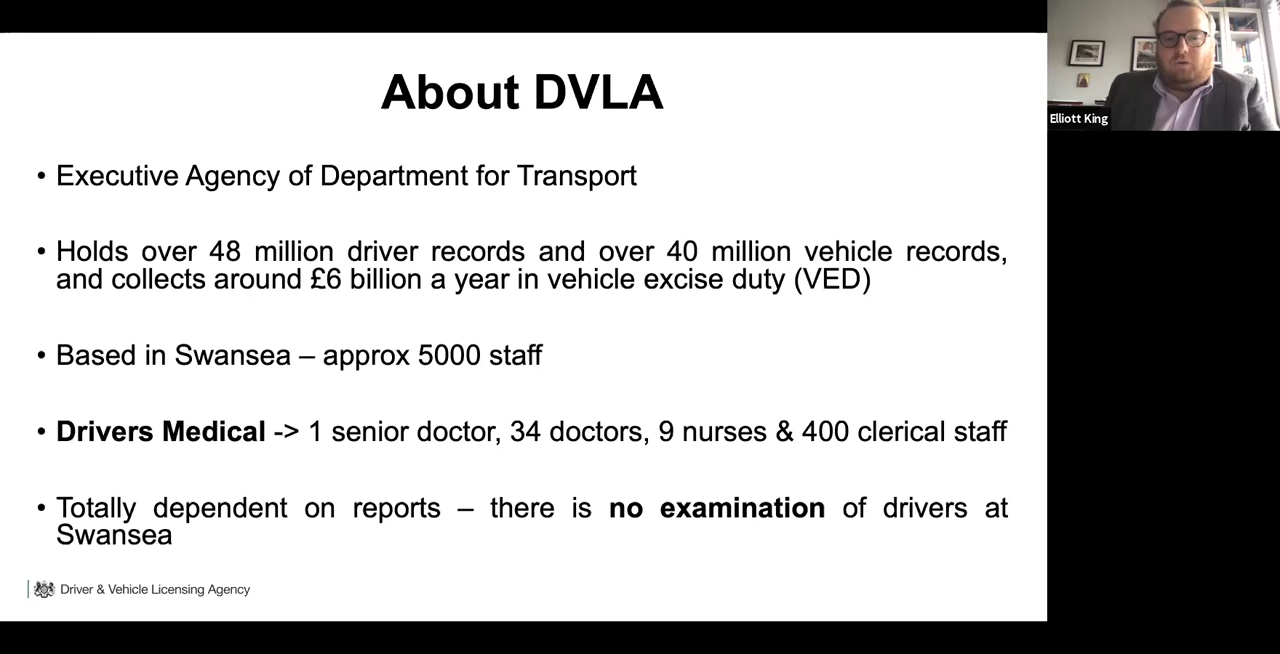 About DVLA
• Executive Agency of Department for Transport
• Holds over 48 million driver records and over 40 million vehicle records,
and collects around £6 billion a year in vehicle excise duty (VED)
• Based in Swansea – approx 5000 staff
• Drivers Medical -> 1 senior doctor, 34 doctors, 9 nurses & 400 clerical staff
• Totally dependent on reports – there is no examination of drivers at
Swansea
Driver & Vehicle Licensing Agency
Elliott King